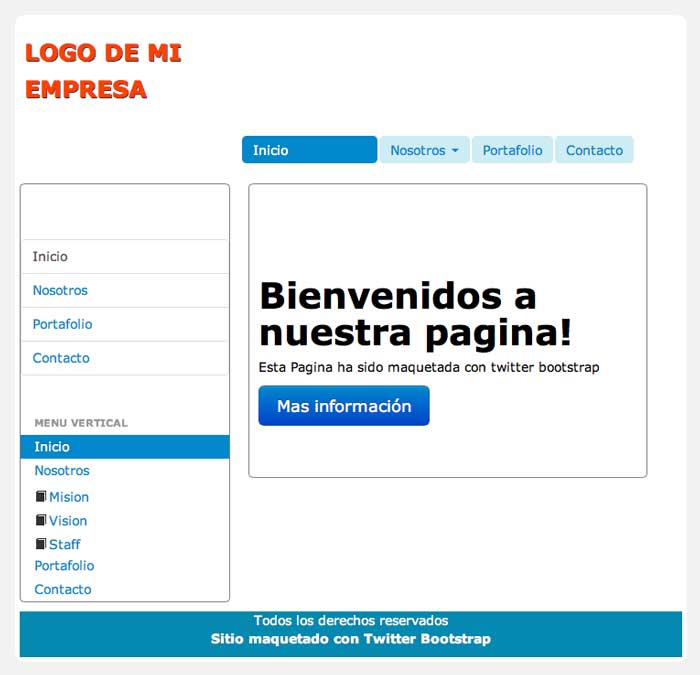 LOGO DE MI
EMPRESA
Inicio
Nosotros
Portafolio
Contacto
Inicio
Nosotros
Portafolio
Contacto
MENU VERTICAL
Inicio
Nosotros
Mision
Vision
Staff
Portafolio
Contacto
Bienvenidos a
nuestra pagina!
Esta Pagina ha sido maquetada con twitter bootstrap
Mas información
Todos los derechos reservados
Sitio maquetado con Twitter Bootstrap